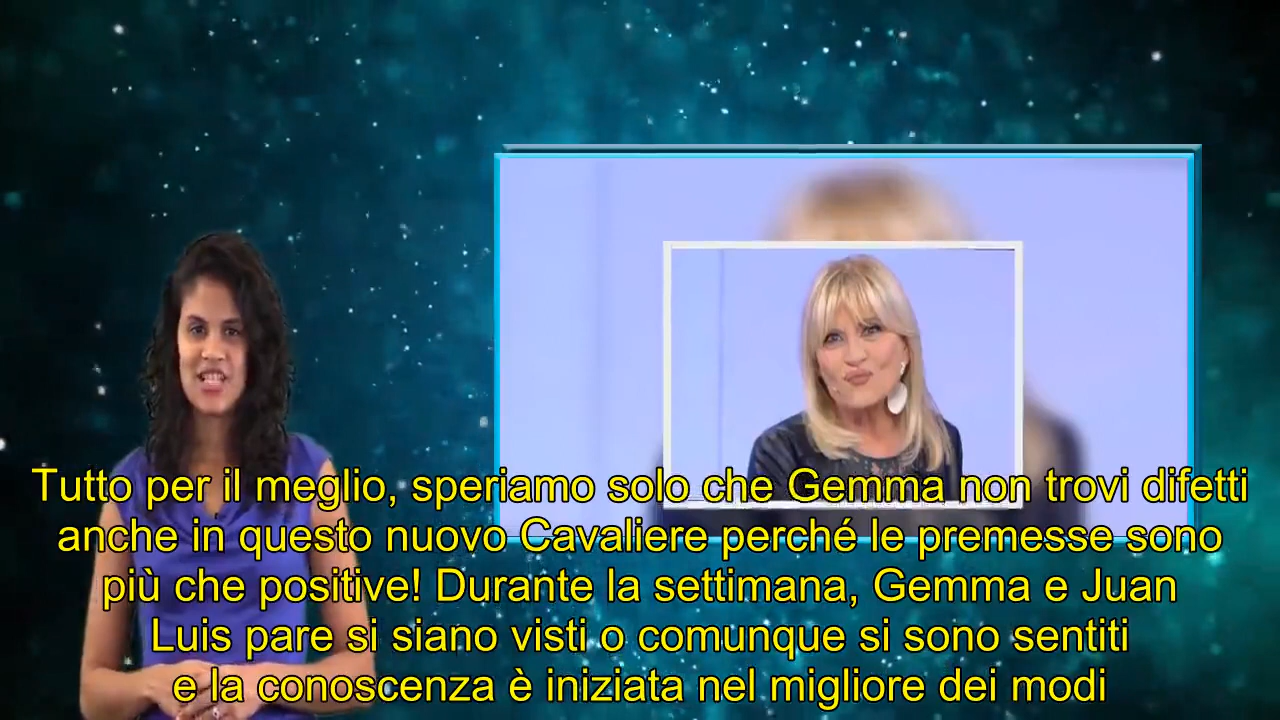 Tutto per il meglio, speriamo solo che Gemma non trovi difetti
anche in questo nuovo Cavaliere perché le premesse sono
più che positive! Durante la settimana, Gemma e Juan
Luis pare si siano visti o comunque si sono sentiti
e la conoscenza è iniziata nel migliore dei modi